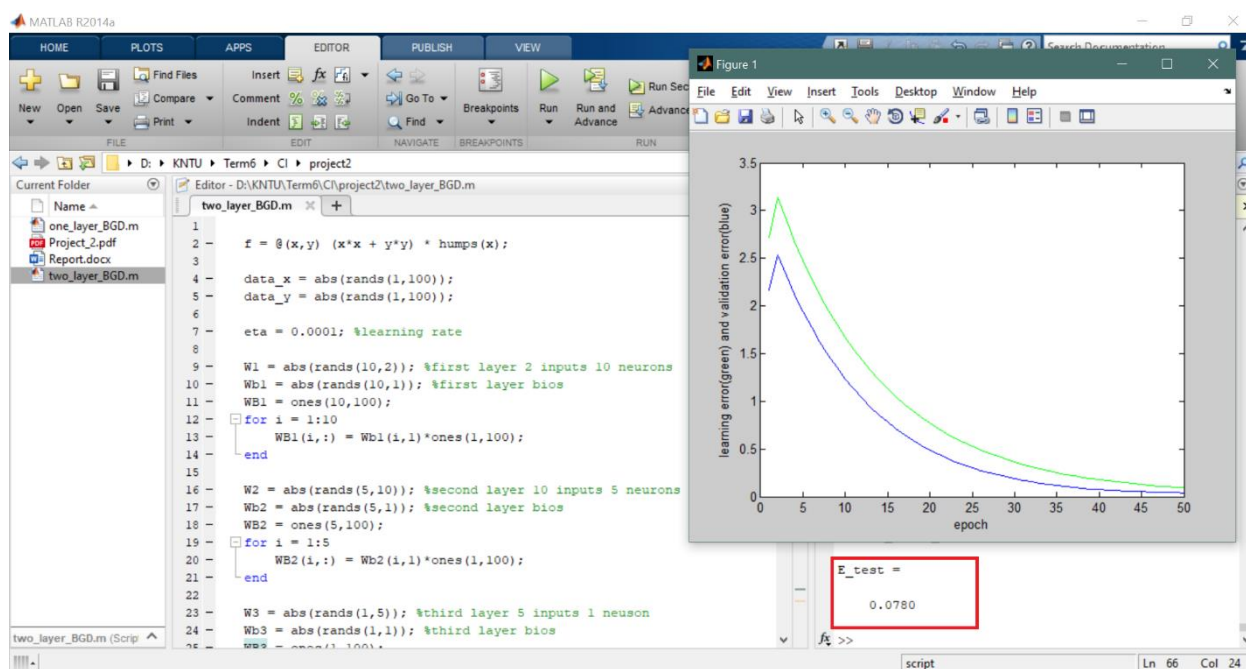 MATLAB R2014a
HOME PLOTS APPS EDITOR PUBLISH VIEW
New Open Save Find Files Compare Print
Insert fx Comment % Indent
Go To Find
Breakpoints Run Run and Advance Run Sec Advance
FILE EDIT NAVIGATE BREAKPOINTS RUN
D: KNTU Term6 CI project2
Current Folder
Name
one_layer_BGD.m
Project_2.pdf
Report.docx
two_layer_BGD.m
two_layer_BGD.m (Scrip
Editor - D:\KNTU\Term6\CI\project2\two_layer_BGD.m
two_layer_BGD.m
1
2 f = @(x,y) (x*x + y*y) * humps(x);
3
4 data_x = abs(rands(1,100));
5 data_y = abs(rands(1,100));
6
7 eta = 0.0001; %learning rate
8
9 W1 = abs(rands(10,2)); %first layer 2 inputs 10 neurons
10 Wb1 = abs(rands(10,1)); %first layer bios
11 WB1 = ones(10,100);
12 for i = 1:10
13 WB1(i,:) = Wb1(i,1)*ones(1,100);
14 end
15
16 W2 = abs(rands(5,10)); %second layer 10 inputs 5 neurons
17 Wb2 = abs(rands(5,1)); %second layer bios
18 WB2 = ones(5,100);
19 for i = 1:5
20 WB2(i,:) = Wb2(i,1)*ones(1,100);
21 end
22
23 W3 = abs(rands(1,5)); %third layer 5 inputs 1 neuson
24 Wb3 = abs(rands(1,1)); %third layer bios
25 WB3 = ones(1,100);
Search Documentation
Figure 1
File Edit View Insert Tools Desktop Window Help
learning error(green) and validation error(blue)
3.5
3
2.5
2
1.5
1
0.5
0
0 5 10 15 20 25 30 35 40 45 50
epoch
E_test =
0.0780
fx >>
script Ln 66 Col 24